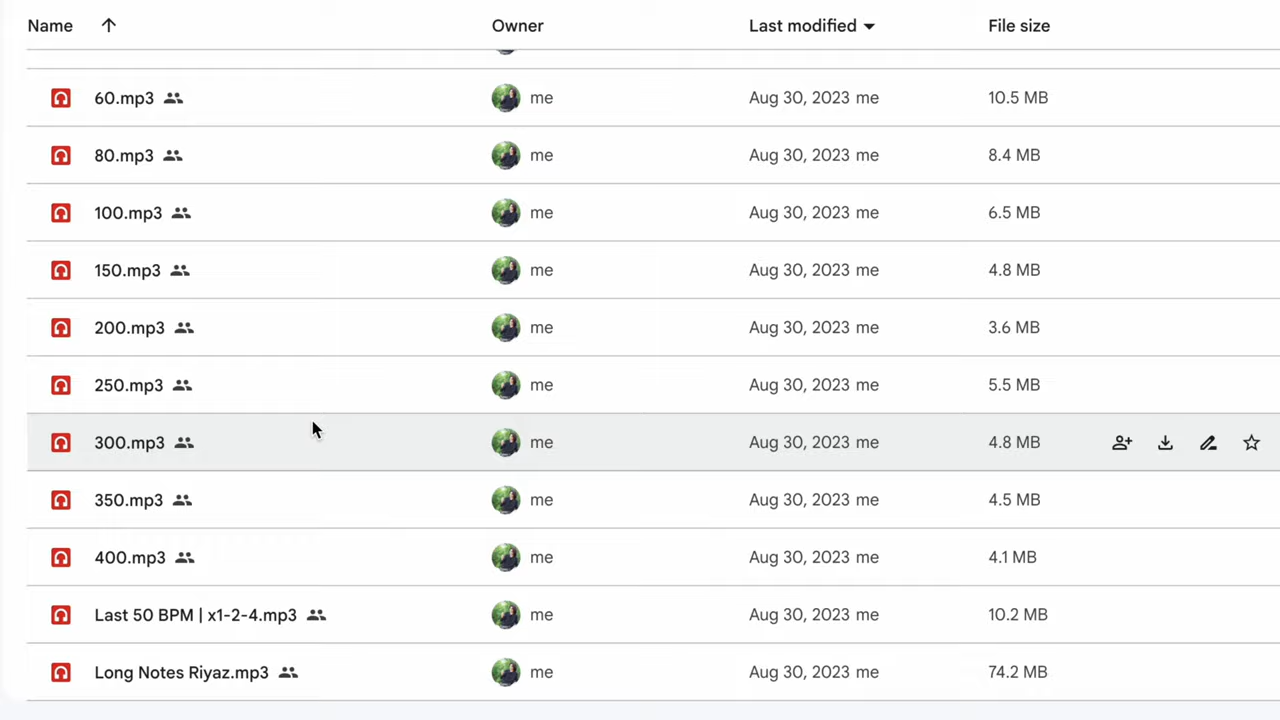 Name Owner Last modified File size
60.mp3 me Aug 30, 2023 me 10.5 MB
80.mp3 me Aug 30, 2023 me 8.4 MB
100.mp3 me Aug 30, 2023 me 6.5 MB
150.mp3 me Aug 30, 2023 me 4.8 MB
200.mp3 me Aug 30, 2023 me 3.6 MB
250.mp3 me Aug 30, 2023 me 5.5 MB
300.mp3 me Aug 30, 2023 me 4.8 MB
350.mp3 me Aug 30, 2023 me 4.5 MB
400.mp3 me Aug 30, 2023 me 4.1 MB
Last 50 BPM | x1-2-4.mp3 me Aug 30, 2023 me 10.2 MB
Long Notes Riyaz.mp3 me Aug 30, 2023 me 74.2 MB